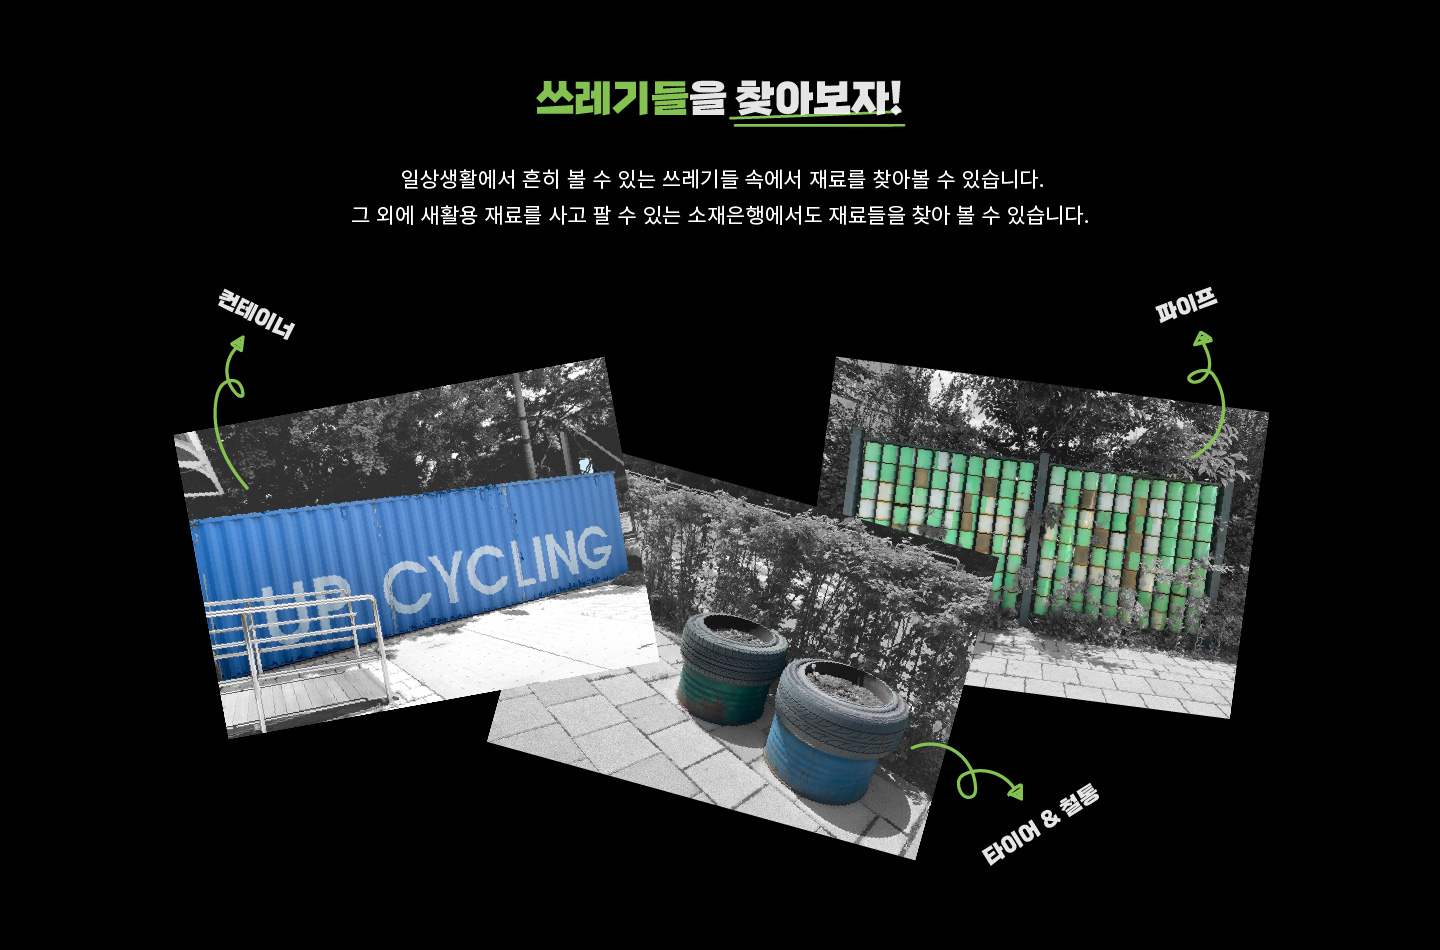 쓰레기들을 찾아보자!
일상생활에서 흔히 볼 수 있는 쓰레기들 속에서 재료를 찾아볼 수 있습니다.
그 외에 새활용 재료를 사고 팔 수 있는 소재은행에서도 재료들을 찾아 볼 수 있습니다.
컨테이너
파이프
UP CYCLING
타이어 & 철통